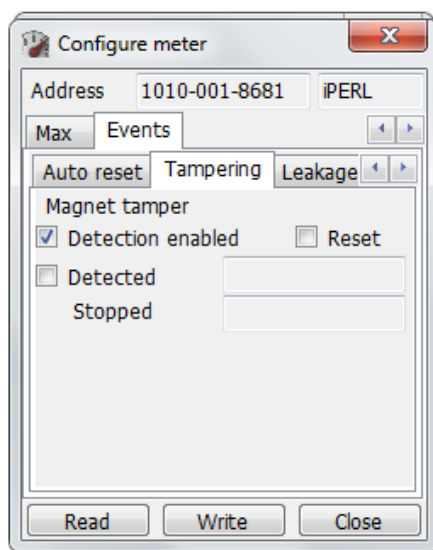 Configure meter
Address 1010-001-8681 iPERL
Max Events
Auto reset Tampering Leakage
Magnet tamper
Detection enabled Reset
Detected
Stopped
Read Write Close